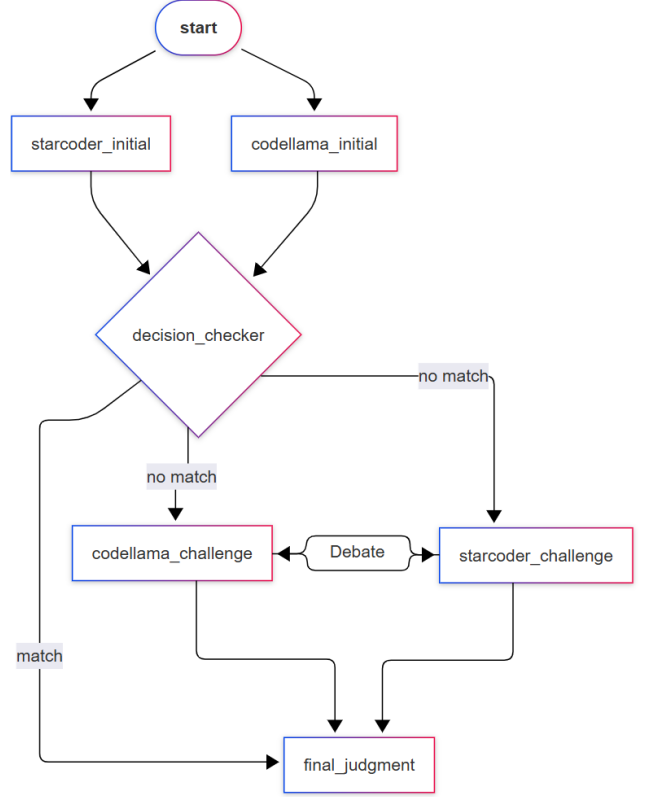 start
starcoder_initial
codellama_initial
decision_checker
no match
no match
codellama_challenge
Debate
starcoder_challenge
match
final_judgment